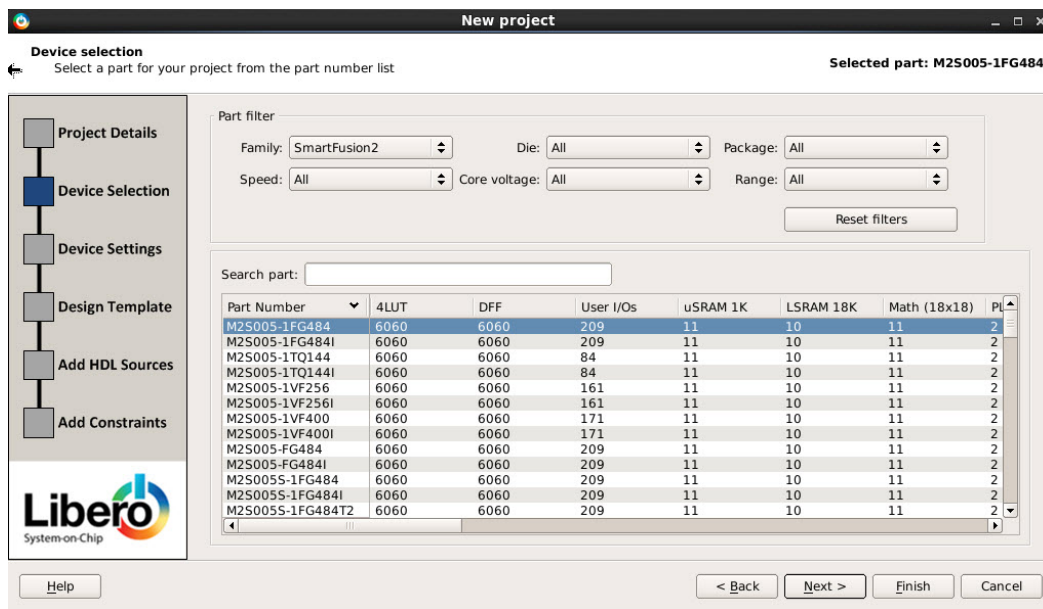 New project
Device selection
Select a part for your project from the part number list
Selected part: M2S005-1FG484
Project Details
Device Selection
Device Settings
Design Template
Add HDL Sources
Add Constraints
Libero
System-on-Chip
Part filter
Family: SmartFusion2 Die: All Package: All
Speed: All Core voltage: All Range: All
Reset filters
Search part:
Part Number 4LUT DFF User I/Os uSRAM 1K LSRAM 18K Math (18x18)
M2S005-1FG484 6060 6060 209 11 10 11 2
M2S005-1FG484I 6060 6060 209 11 10 11 2
M2S005-1TQ144 6060 6060 84 11 10 11 2
M2S005-1TQ144I 6060 6060 84 11 10 11 2
M2S005-1VF256 6060 6060 161 11 10 11 2
M2S005-1VF256I 6060 6060 161 11 10 11 2
M2S005-1VF400 6060 6060 171 11 10 11 2
M2S005-1VF400I 6060 6060 171 11 10 11 2
M2S005-FG484 6060 6060 209 11 10 11 2
M2S005-FG484I 6060 6060 209 11 10 11 2
M2S005S-1FG484 6060 6060 209 11 10 11 2
M2S005S-1FG484I 6060 6060 209 11 10 11 2
M2S005S-1FG484T2 6060 6060 209 11 10 11 2
Help < Back Next > Finish Cancel